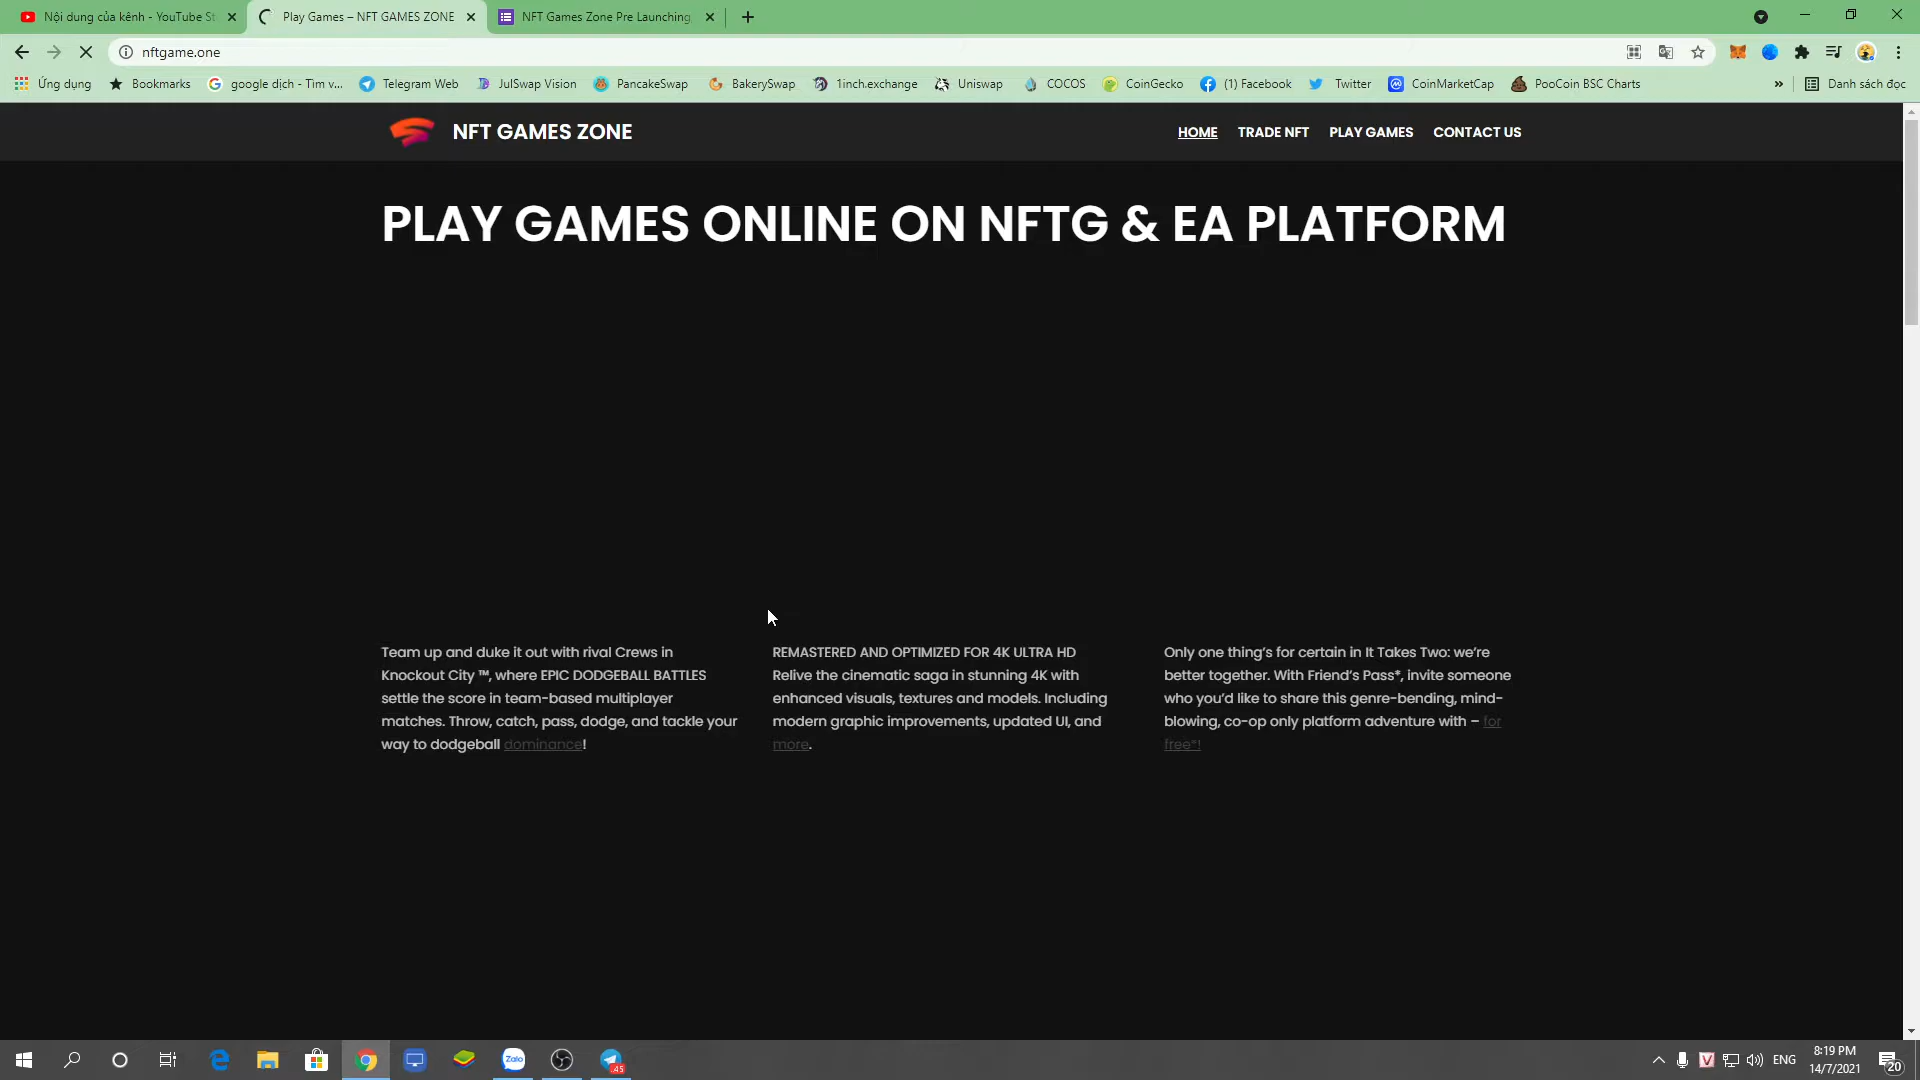 Nội dung của kênh - YouTube St
Play Games – NFT GAMES ZONE
NFT Games Zone Pre Launching
nftgame.one
Ứng dụng
Bookmarks
google dịch - Tìm v...
Telegram Web
JulSwap Vision
PancakeSwap
BakerySwap
1inch.exchange
Uniswap
COCOS
CoinGecko
(1) Facebook
Twitter
CoinMarketCap
PooCoin BSC Charts
»
Danh sách đọc
NFT GAMES ZONE
HOME
TRADE NFT
PLAY GAMES
CONTACT US
PLAY GAMES ONLINE ON NFTG & EA PLATFORM
Team up and duke it out with rival Crews in
Knockout City ™, where EPIC DODGEBALL BATTLES
settle the score in team-based multiplayer
matches. Throw, catch, pass, dodge, and tackle your
way to dodgeball dominance!
REMASTERED AND OPTIMIZED FOR 4K ULTRA HD
Relive the cinematic saga in stunning 4K with
enhanced visuals, textures and models. Including
modern graphic improvements, updated UI, and
more.
Only one thing's for certain in It Takes Two: we're
better together. With Friend's Pass*, invite someone
who you'd like to share this genre-bending, mind-
blowing, co-op only platform adventure with – for
free*!
Zalo
45
V
ENG
8:19 PM
14/7/2021
20